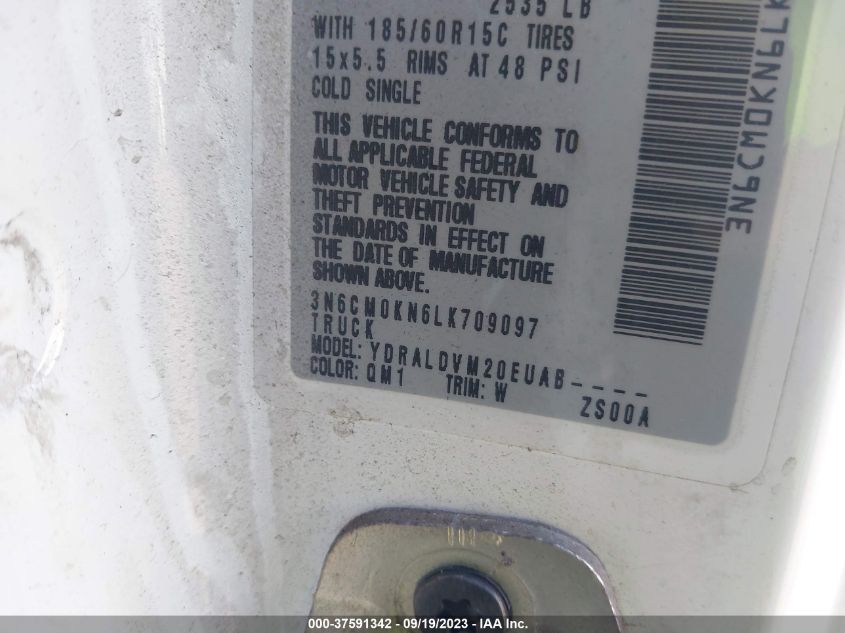 2535 LB
WITH 185/60R15C TIRES
15x5.5 RIMS AT 48 PSI
COLD SINGLE
THIS VEHICLE CONFORMS TO
ALL APPLICABLE FEDERAL
MOTOR VEHICLE SAFETY AND
THEFT PREVENTION
STANDARDS IN EFFECT ON
THE DATE OF MANUFACTURE
SHOWN ABOVE.
3N6CM0KN6LK709097
TRUCK
MODEL: YDRALDVM20EUAB----
COLOR: QM1 TRIM: W ZS00A
3N6CM0KN6LK
000-37591342 / 09/19/2023 - IAA Inc.